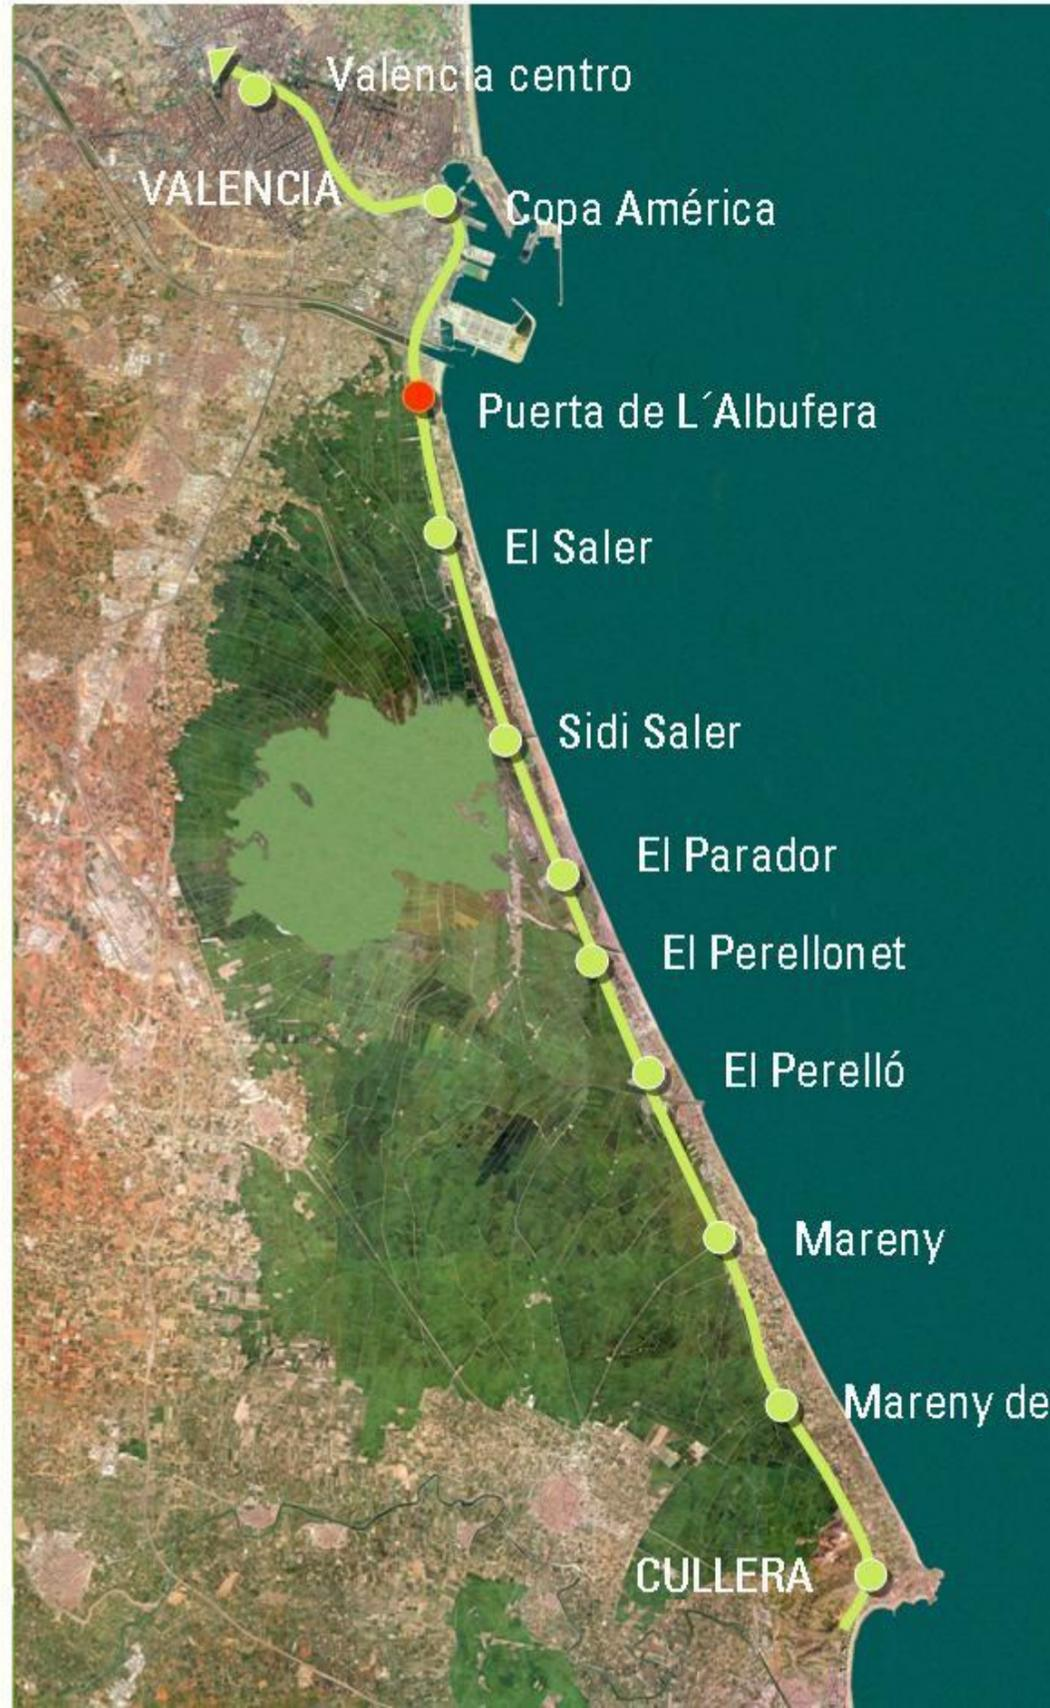 Valencia centro
VALENCIA
Copa América
Puerta de L´Albufera
El Saler
Sidi Saler
El Parador
El Perellonet
El Perelló
Mareny
Mareny de
CULLERA